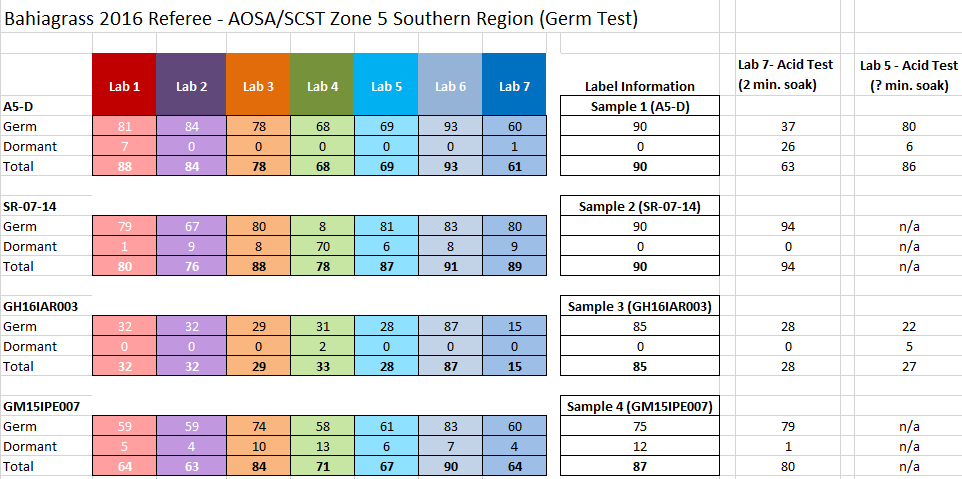 Bahiagrass 2016 Referee - AOSA/SCST Zone 5 Southern Region (Germ Test)
Lab 1 Lab 2 Lab 3 Lab 4 Lab 5 Lab 6 Lab 7 Label Information Lab 7- Acid Test (2 min. soak) Lab 5 - Acid Test (? min. soak)
A5-D Sample 1 (A5-D)
Germ 81 84 78 68 69 93 60 90 37 80
Dormant 7 0 0 0 0 0 1 0 26 6
Total 88 84 78 68 69 93 61 90 63 86
SR-07-14 Sample 2 (SR-07-14)
Germ 79 67 80 8 81 83 80 90 94 n/a
Dormant 1 9 8 70 6 8 9 0 0 n/a
Total 80 76 88 78 87 91 89 90 94 n/a
GH16IAR003 Sample 3 (GH16IAR003)
Germ 32 32 29 31 28 87 15 85 28 22
Dormant 0 0 0 2 0 0 0 0 0 5
Total 32 32 29 33 28 87 15 85 28 27
GM15IPE007 Sample 4 (GM15IPE007)
Germ 59 59 74 58 61 83 60 75 79 n/a
Dormant 5 4 10 13 6 7 4 12 1 n/a
Total 64 63 84 71 67 90 64 87 80 n/a